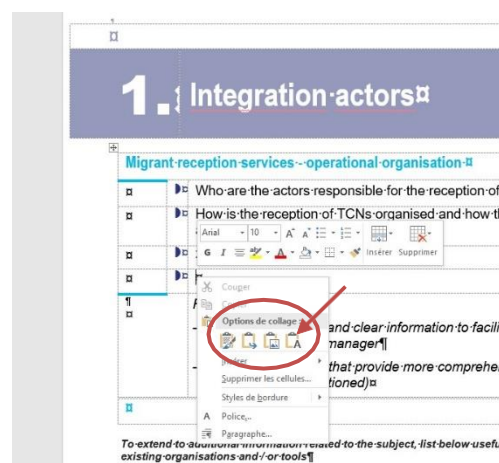 1. Integration·actors¤
Migrant·reception·services·-·operational·organisation·¤
Who·are·the·actors·responsible·for·the·reception·of
How·is·the·reception·of·TCNs·organised·and·how·th
Arial 10
G I
Insérer Supprimer
Couper
Options de collage :
and·clear·information·to·facili
manager¶
Insérer
that·provide·more·comprehe
Supprimer les cellules...
tioned)¤
Styles de bordure
A Police...
Paragraphe...
To·extend·to·additional·information·related·to·the·subject,·list·below·usefu
existing·organisations·and·/·or·tools¶